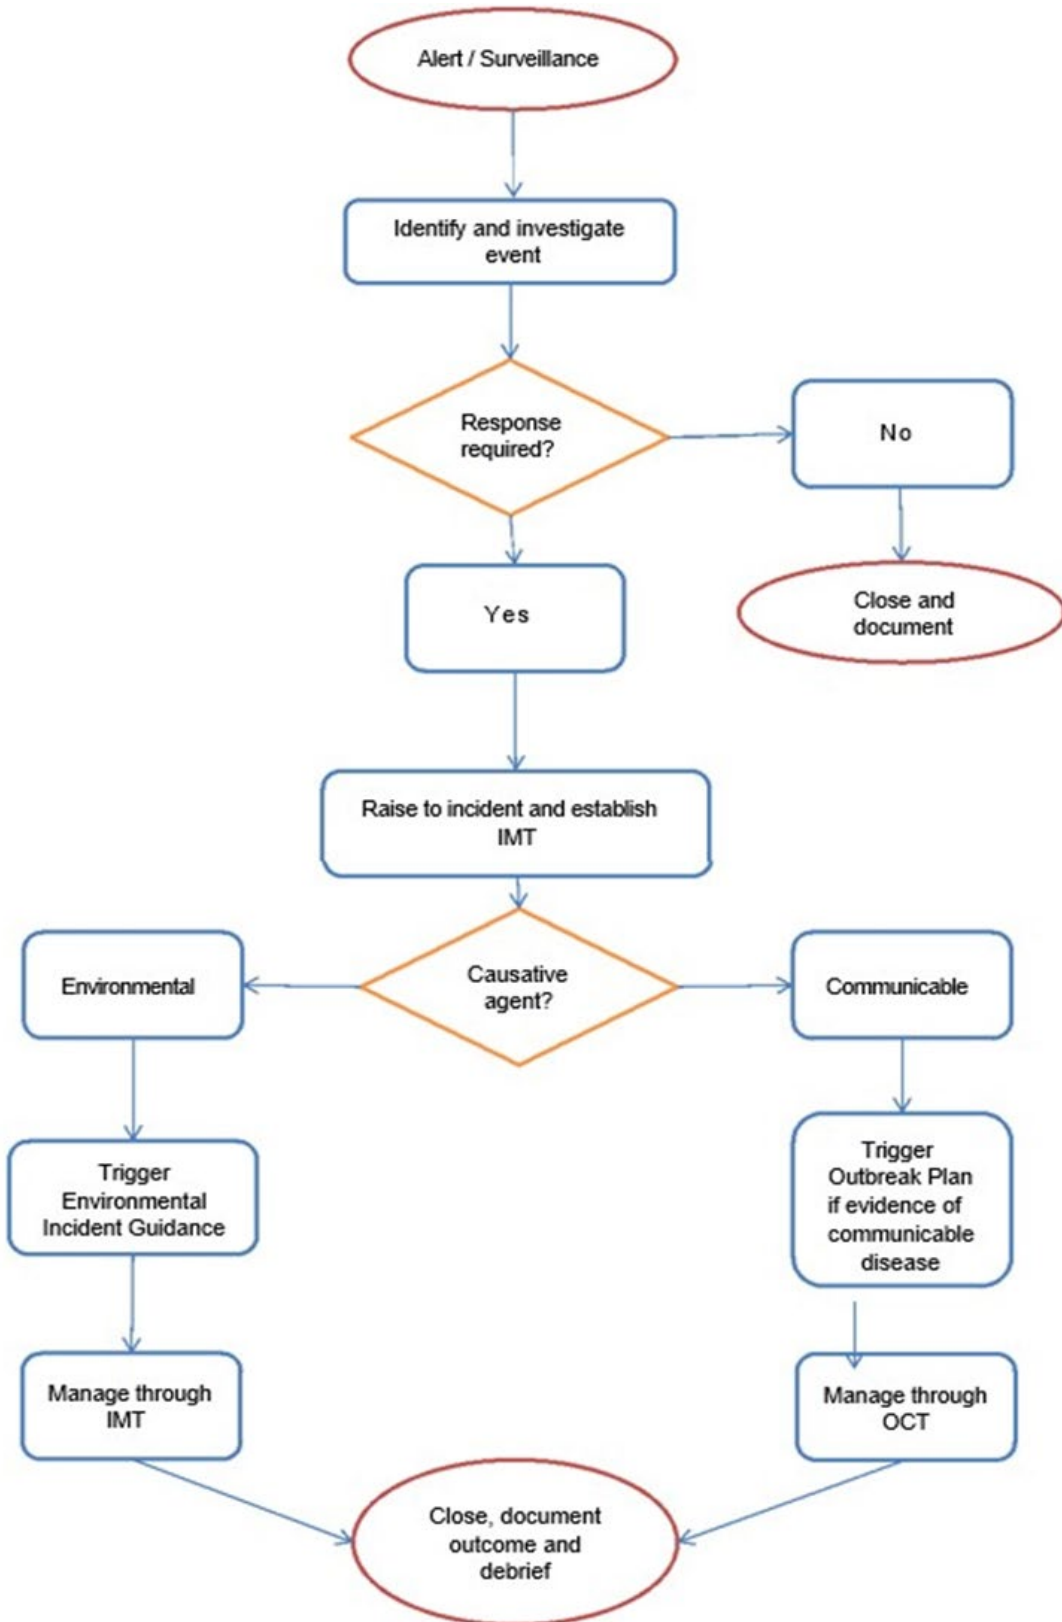 Alert / Surveillance
Identify and investigate
event
Response
required?
No
Yes
Close and
document
Raise to incident and establish
IMT
Causative
agent?
Environmental
Communicable
Trigger
Environmental
Incident Guidance
Trigger
Outbreak Plan
if evidence of
communicable
disease
Manage through
IMT
Manage through
OCT
Close, document
outcome and
debrief